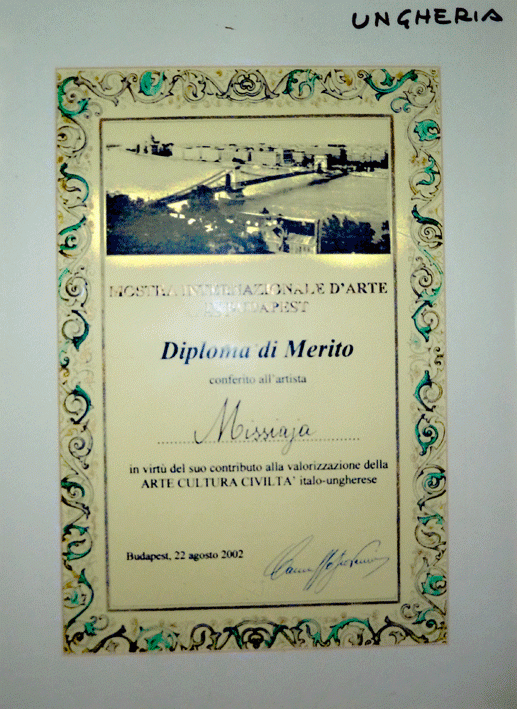 UNGHERIA
MOSTRA INTERNAZIONALE D'ARTE
BUDAPEST
Diploma di Merito
conferito all'artista
Missiaja
in virtù del suo contributo alla valorizzazione della
ARTE CULTURA CIVILTA' italo-ungherese
Budapest, 22 agosto 2002